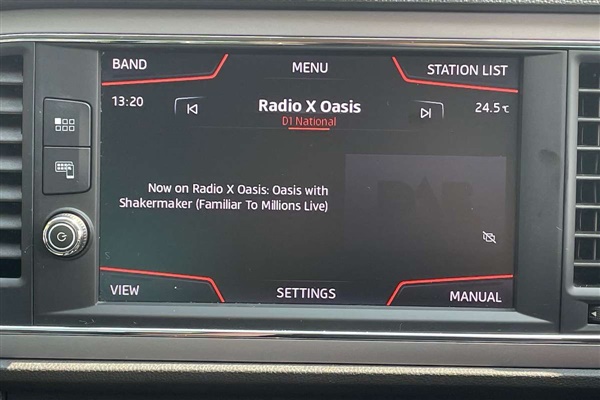 BAND
MENU
STATION LIST
13:20
Radio X Oasis
24.5℃
D1 National
Now on Radio X Oasis: Oasis with
Shakermaker (Familiar To Millions Live)
DAB
VIEW
SETTINGS
MANUAL